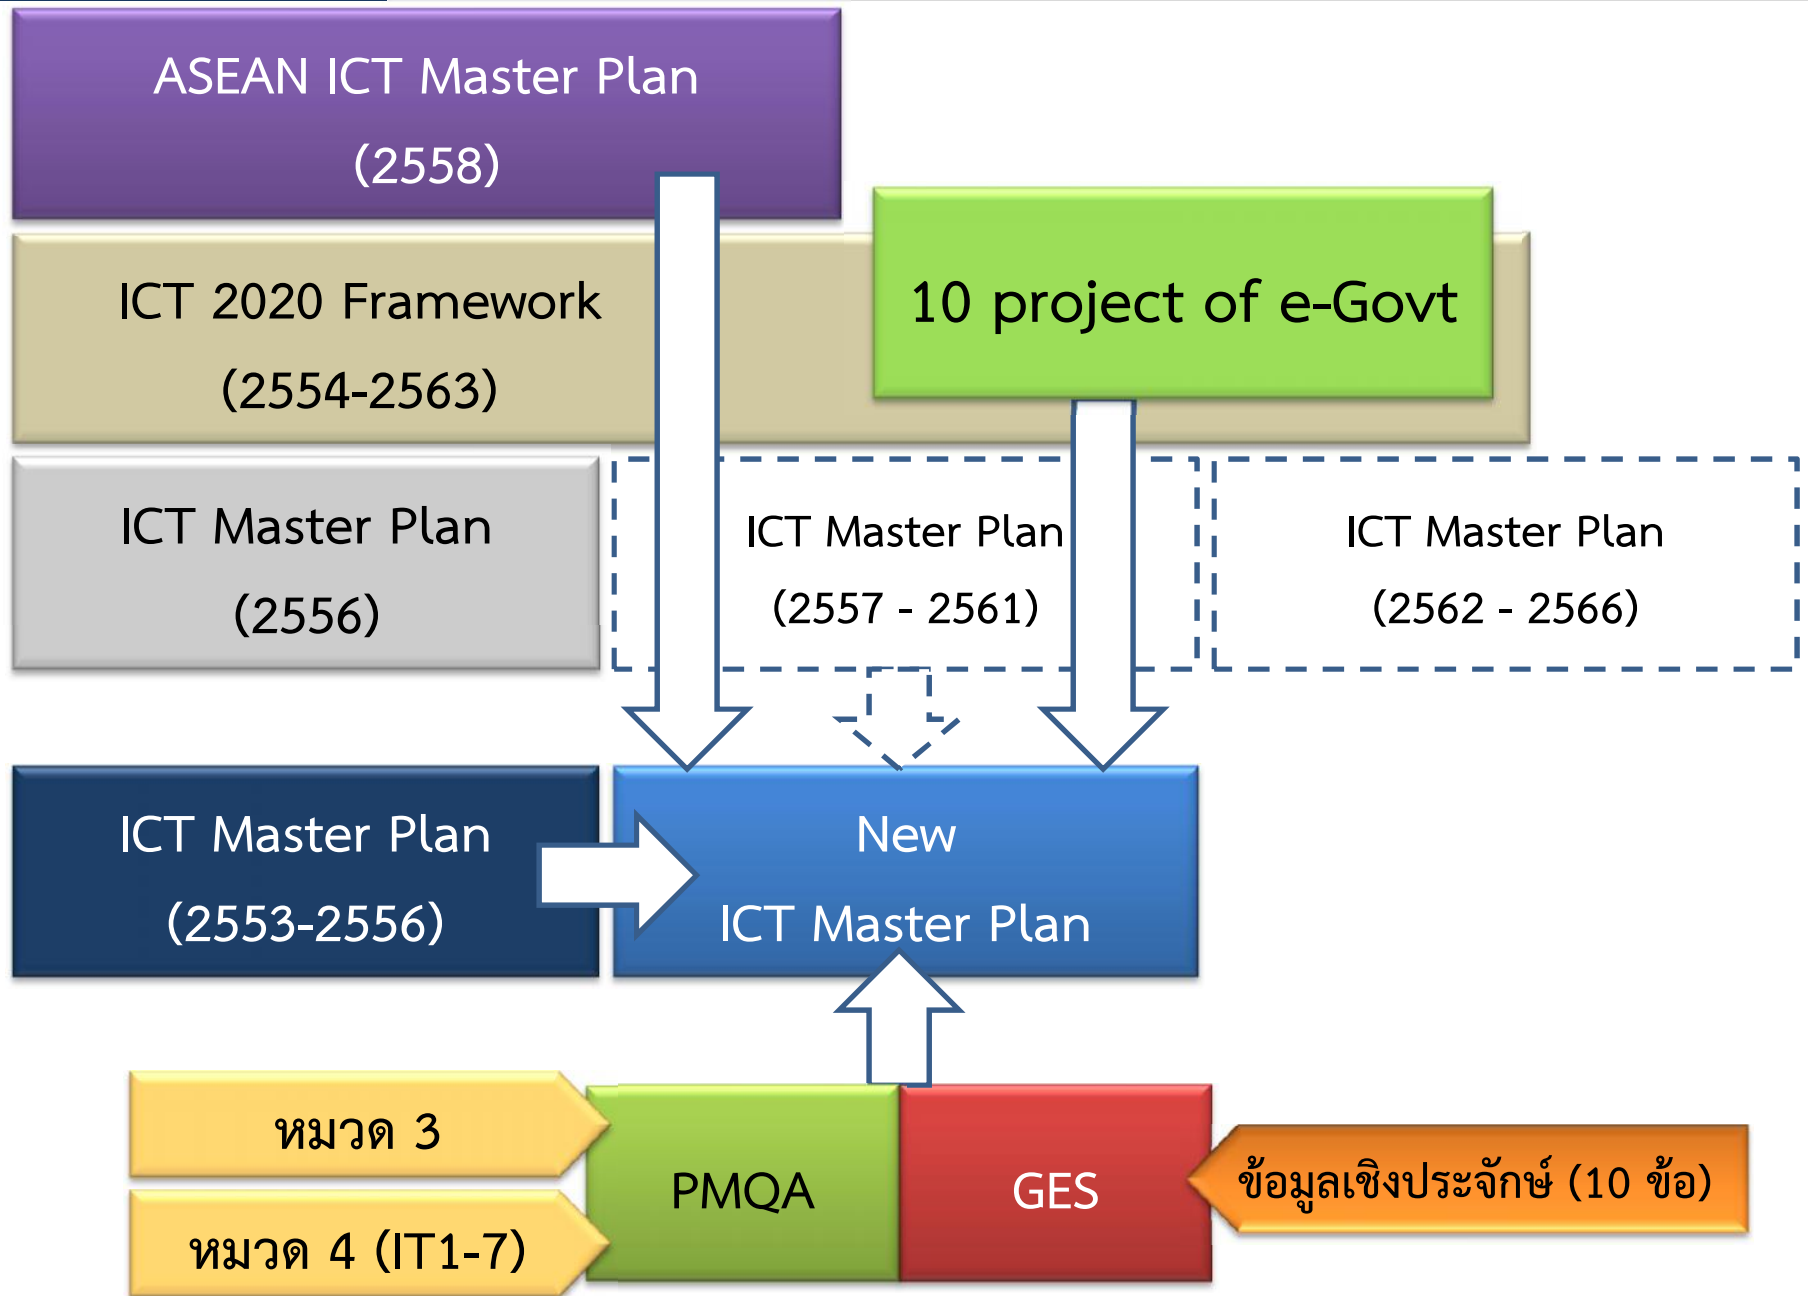 ASEAN ICT Master Plan
(2558)
ICT 2020 Framework
(2554-2563)
10 project of e-Govt
ICT Master Plan
(2556)
ICT Master Plan
(2557 - 2561)
ICT Master Plan
(2562 - 2566)
ICT Master Plan
(2553-2556)
New
ICT Master Plan
หมวด 3
หมวด 4 (IT1-7)
PMQA
GES
ข้อมูลเชิงประจักษ์ (10 ข้อ)